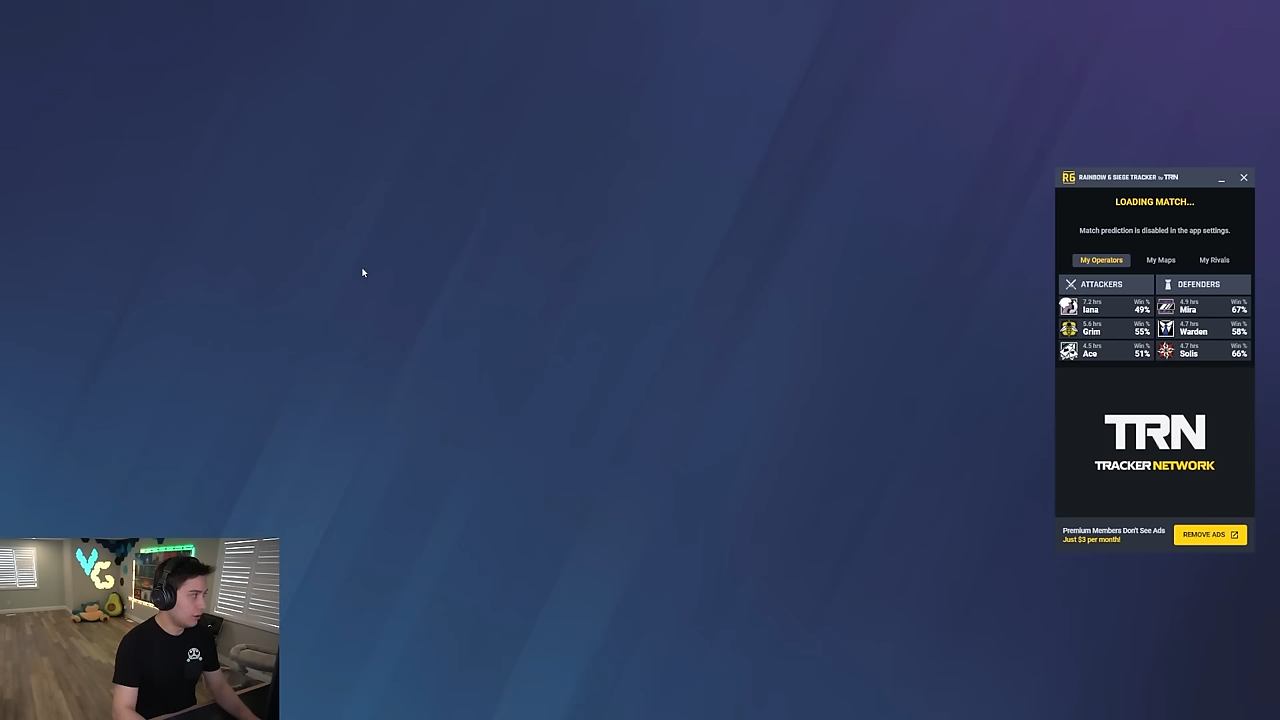 R6 RAINBOW 6 SIEGE TRACKER by TRN
LOADING MATCH...
Match prediction is disabled in the app settings.
My Operators My Maps My Rivals
ATTACKERS DEFENDERS
7.2 hrs Win % 4.9 hrs Win %
Iana 49% Mira 67%
5.6 hrs Win % 4.7 hrs Win %
Grim 55% Warden 58%
4.5 hrs Win % 4.7 hrs Win %
Ace 51% Solis 66%
TRN
TRACKER NETWORK
Premium Members Don't See Ads
Just $3 per month!
REMOVE ADS
VG